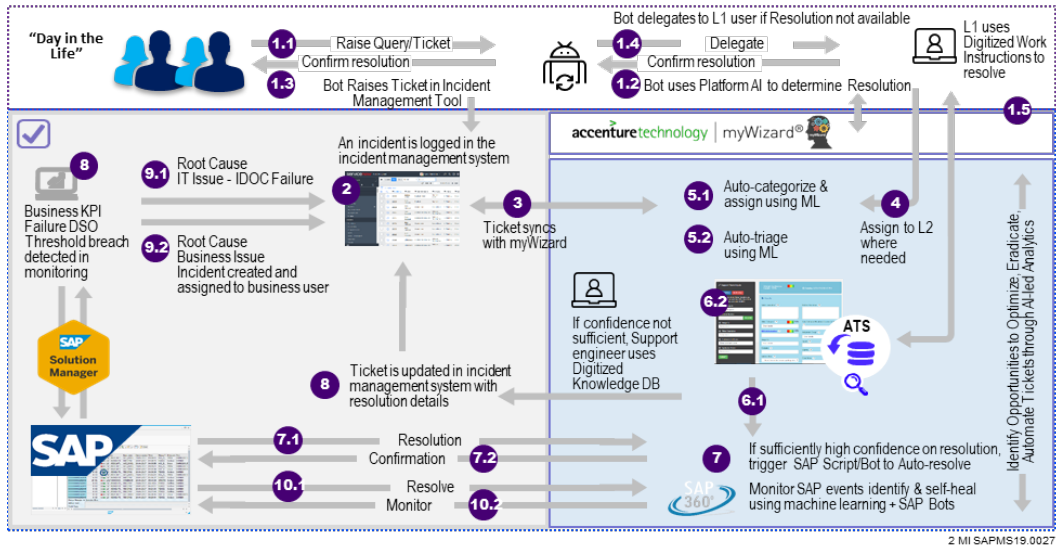 “Day in the
Life”
1.1
Raise Query/Ticket
Confirm resolution
1.3
Bot Raises Ticket in Incident
Management Tool
Bot delegates to L1 user if Resolution not available
1.4
Delegate
Confirm resolution
1.2
Bot uses Platform AI to determine Resolution
L1 uses
Digitized Work
Instructions to
resolve
1.5
accenturetechnology | myWizard®
8
Business KPI
Failure DSO
Threshold breach
detected in
monitoring
9.1
Root Cause
IT Issue - IDOC Failure
9.2
Root Cause
Business Issue
Incident created and
assigned to business user
An incident is logged in the
incident management system
2
3
Ticket syncs
with myWizard
5.1
Auto-categorize &
assign using ML
5.2
Auto-triage
using ML
4
Assign to L2
where
needed
Identify Opportunities to Optimize, Eradicate,
Automate Tickets through AI-led Analytics
If confidence not
sufficient, Support
engineer uses
Digitized
Knowledge DB
6.2
ATS
6.1
SAP
Solution
Manager
8
Ticket is updated in incident
management system with
resolution details
SAP
SAP
7.1
Resolution
Confirmation
7.2
10.1
Resolve
Monitor
10.2
7
If sufficiently high confidence on resolution,
trigger SAP Script/Bot to Auto-resolve
SAP
360°
Monitor SAP events identify & self-heal
using machine learning + SAP Bots
2 MI SAPMS19.0027